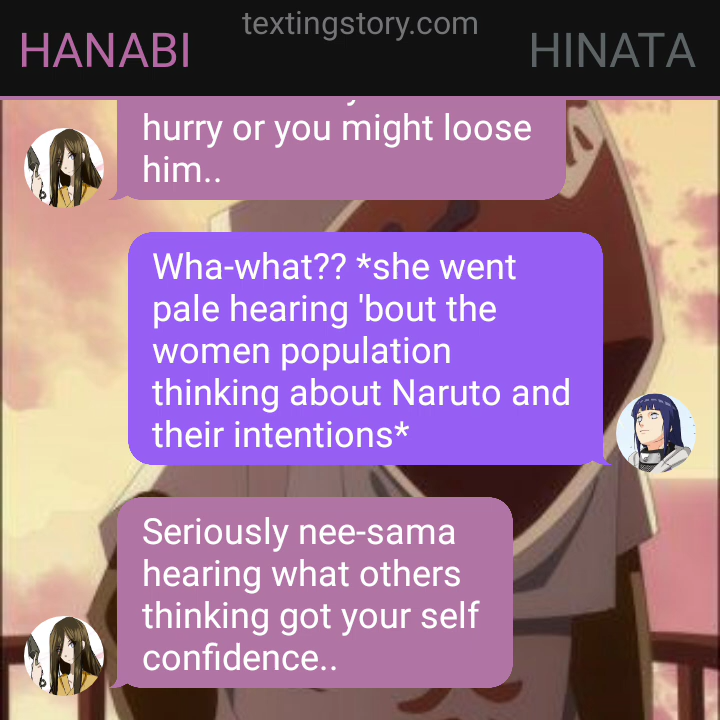 textingstory.com
HANABI
HINATA
hurry or you might loose
him..
Wha-what?? *she went
pale hearing 'bout the
women population
thinking about Naruto and
their intentions*
Seriously nee-sama
hearing what others
thinking got your self
confidence..